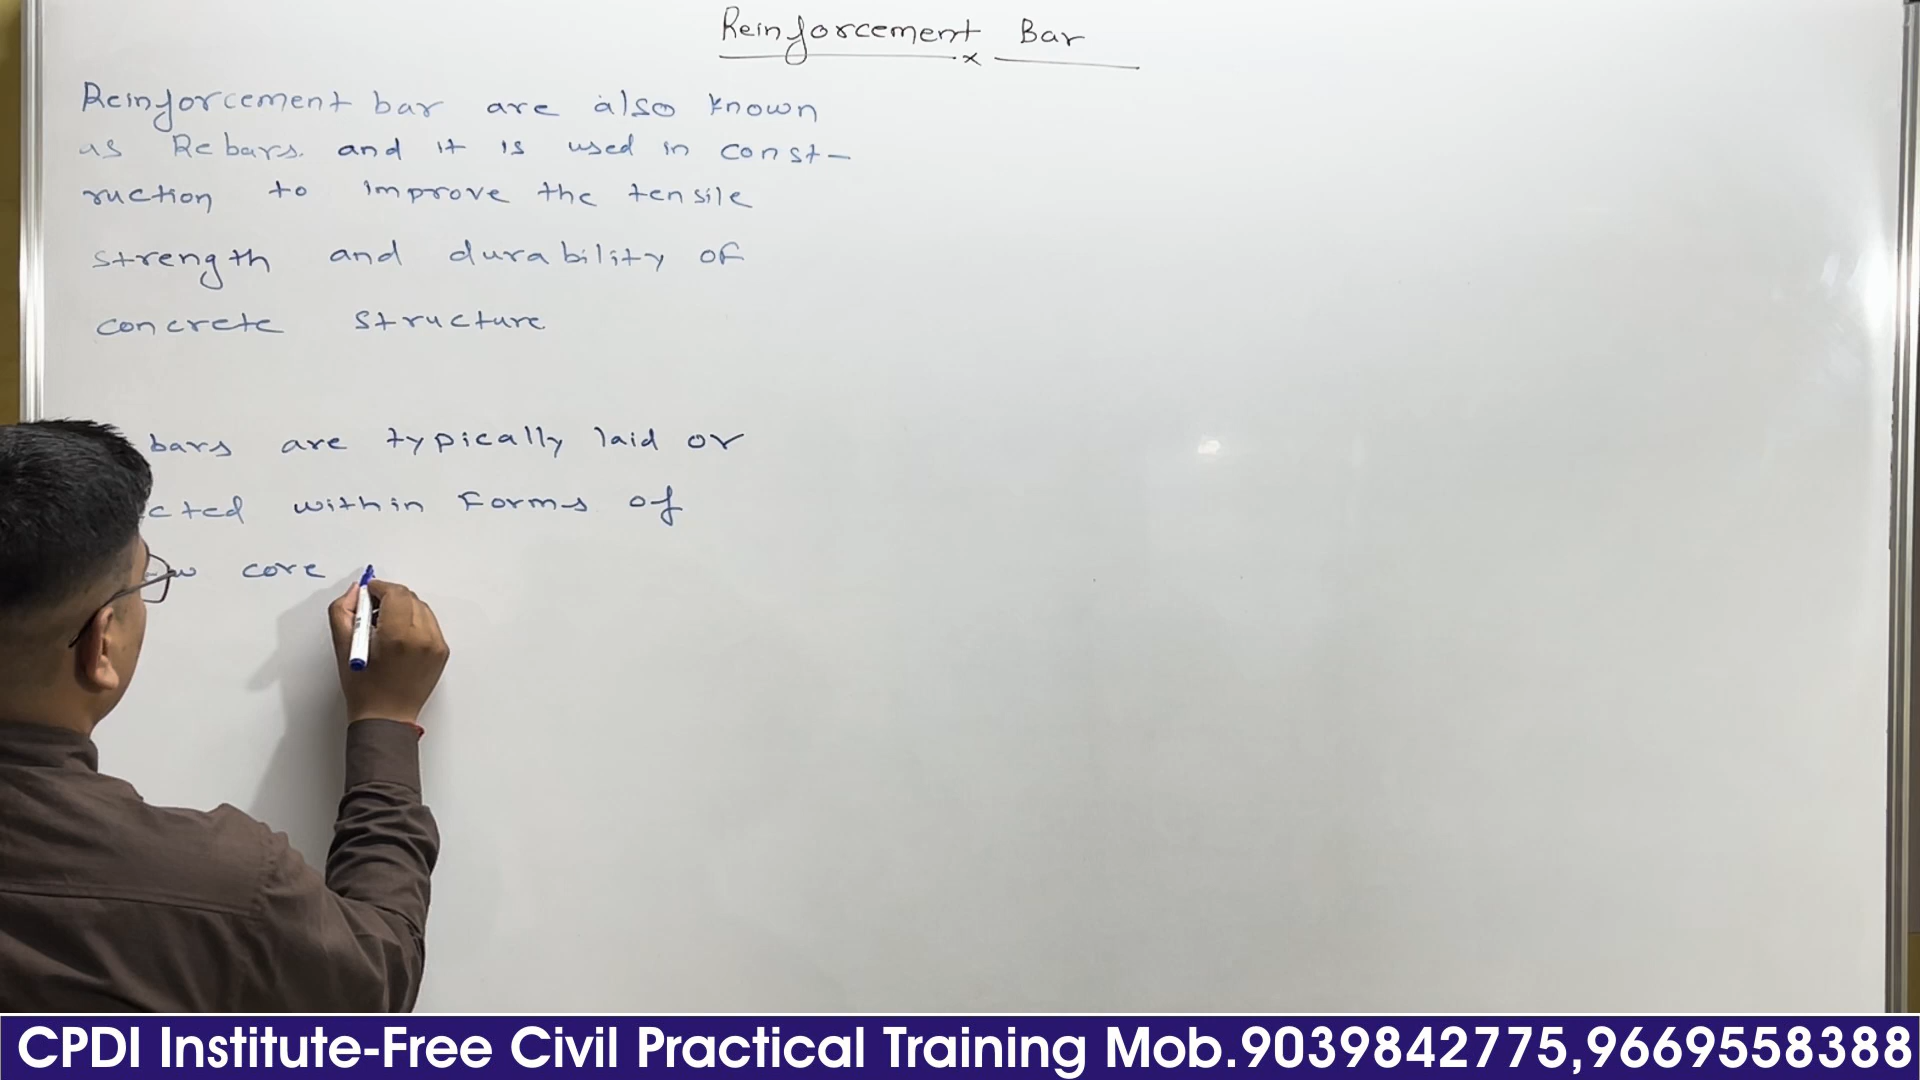 Reinforcement Bar
Reinforcement bar are also known
as Rebars. and it is used in const-
ruction to improve the tensile
strength and durability of
concrete structure
bars are typically laid or
cted within Forms of
core
CPDI Institute-Free Civil Practical Training Mob.9039842775,9669558388